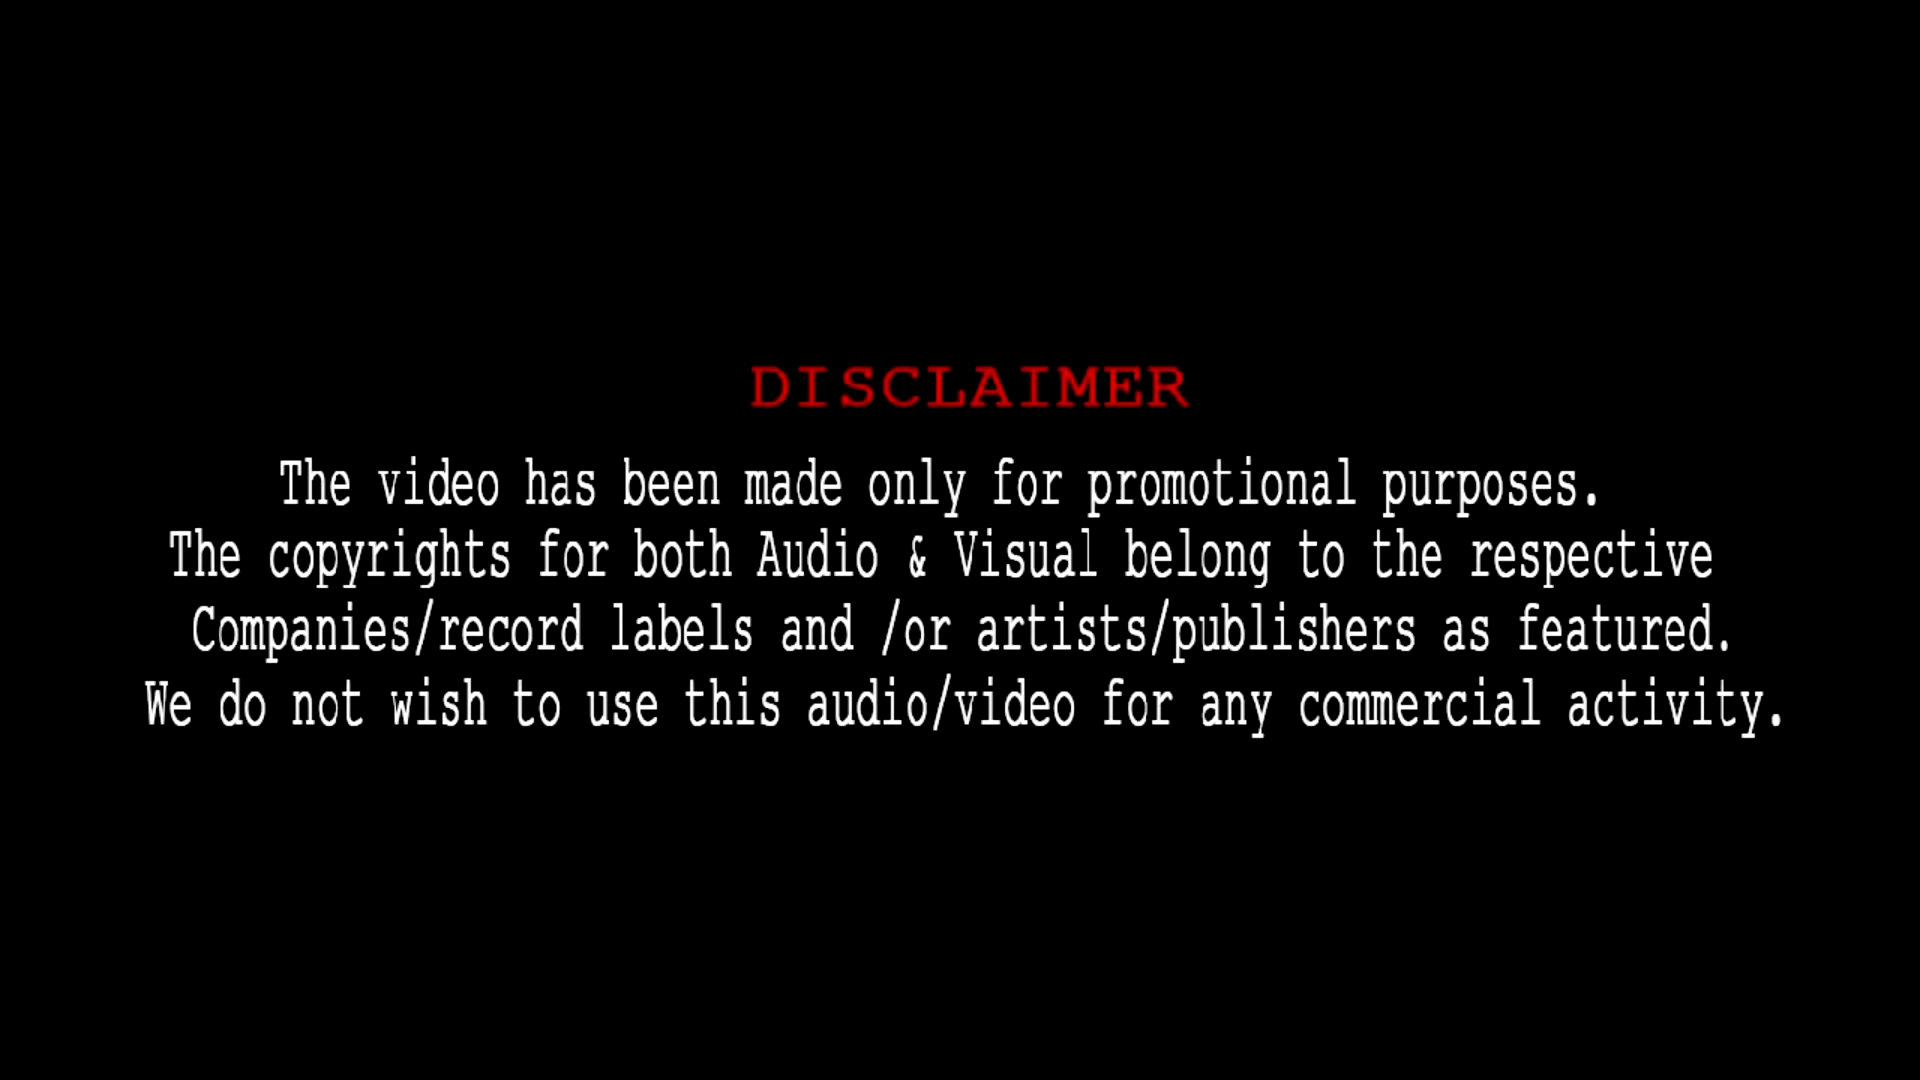 DISCLAIMER
The video has been made only for promotional purposes.
The copyrights for both Audio & Visual belong to the respective
Companies/record labels and /or artists/publishers as featured.
We do not wish to use this audio/video for any commercial activity.